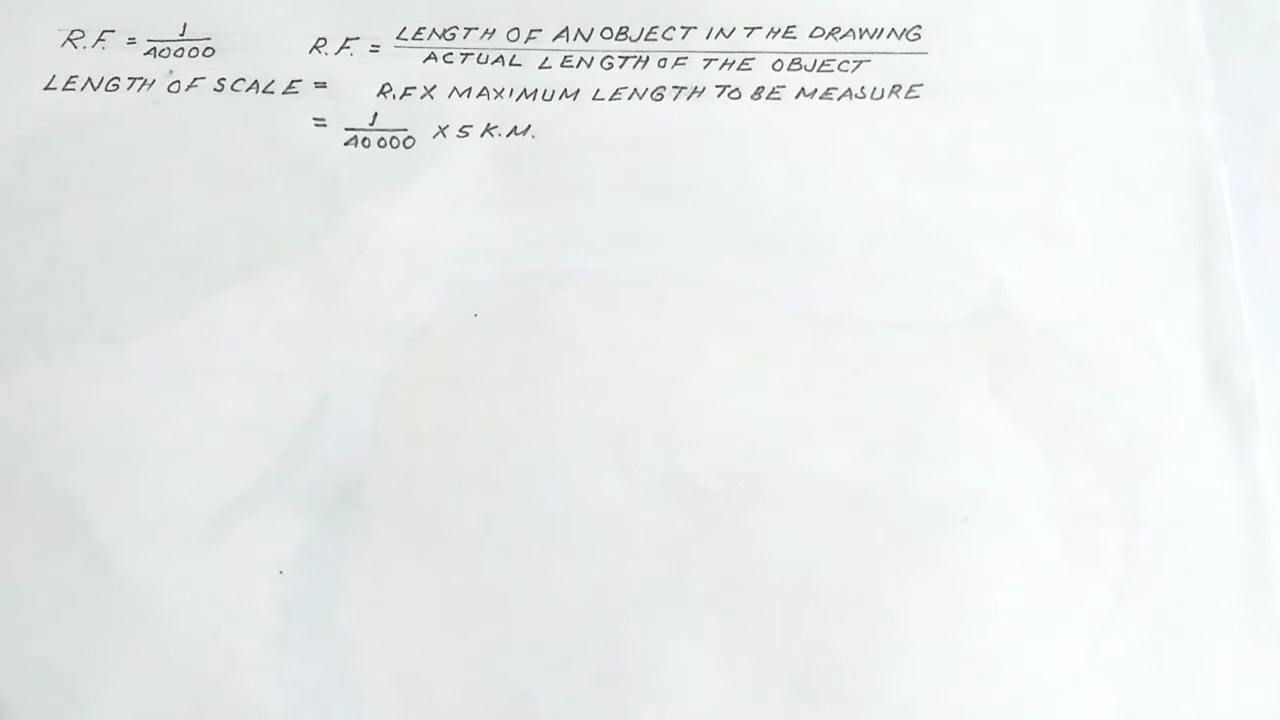 R.F. = 1/40000 R.F. = LENGTH OF AN OBJECT IN THE DRAWING / ACTUAL LENGTH OF THE OBJECT
LENGTH OF SCALE = R.F X MAXIMUM LENGTH TO BE MEASURE
= 1/40000 X 5 K.M.